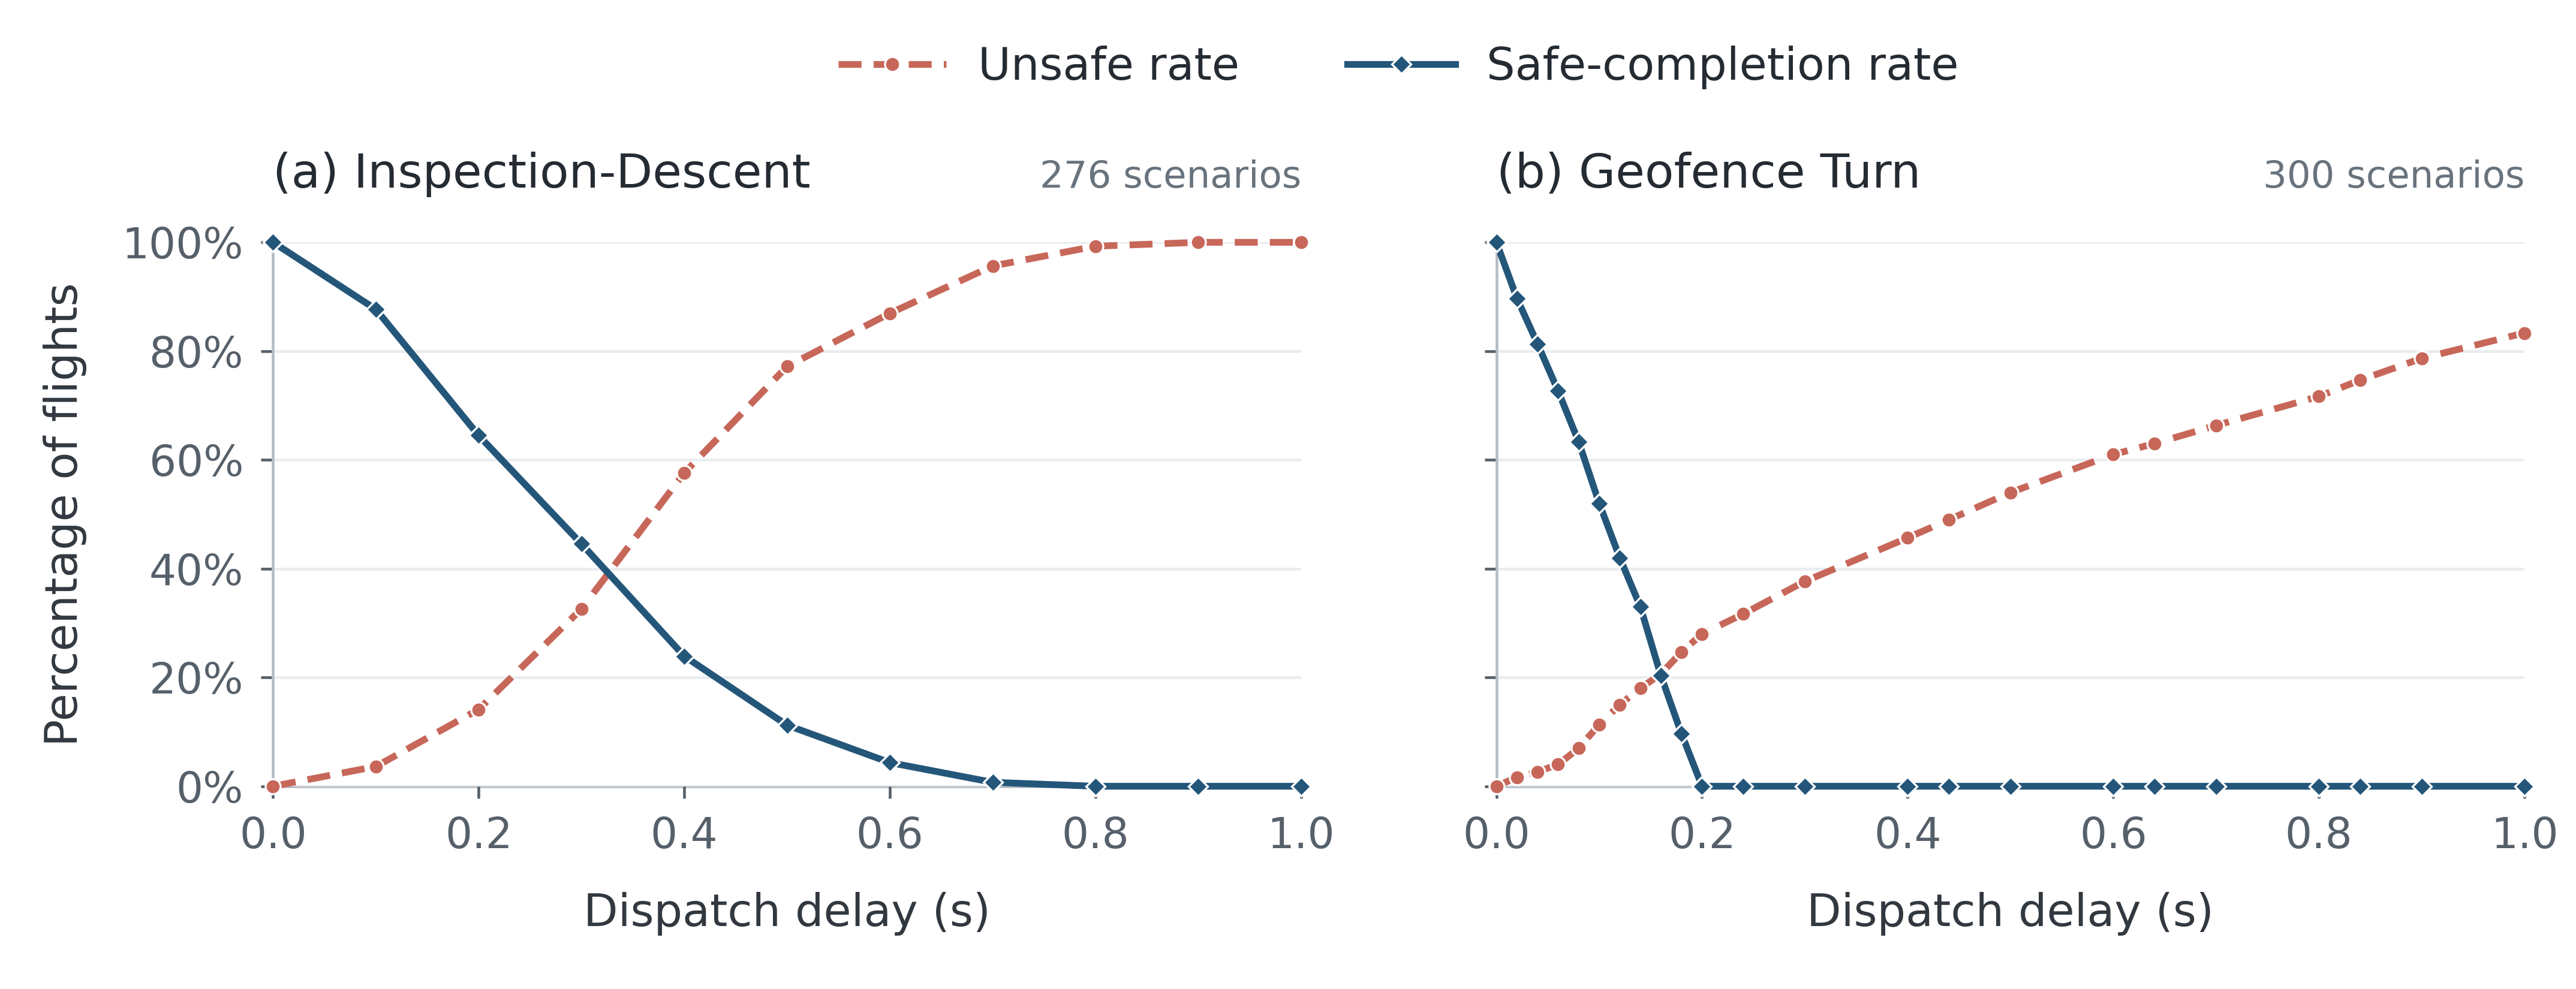 Unsafe rate
Safe-completion rate
(a) Inspection-Descent
276 scenarios
(b) Geofence Turn
300 scenarios
Percentage of flights
100%
80%
60%
40%
20%
0%
0.0 0.2 0.4 0.6 0.8 1.0
0.0 0.2 0.4 0.6 0.8 1.0
Dispatch delay (s)
Dispatch delay (s)